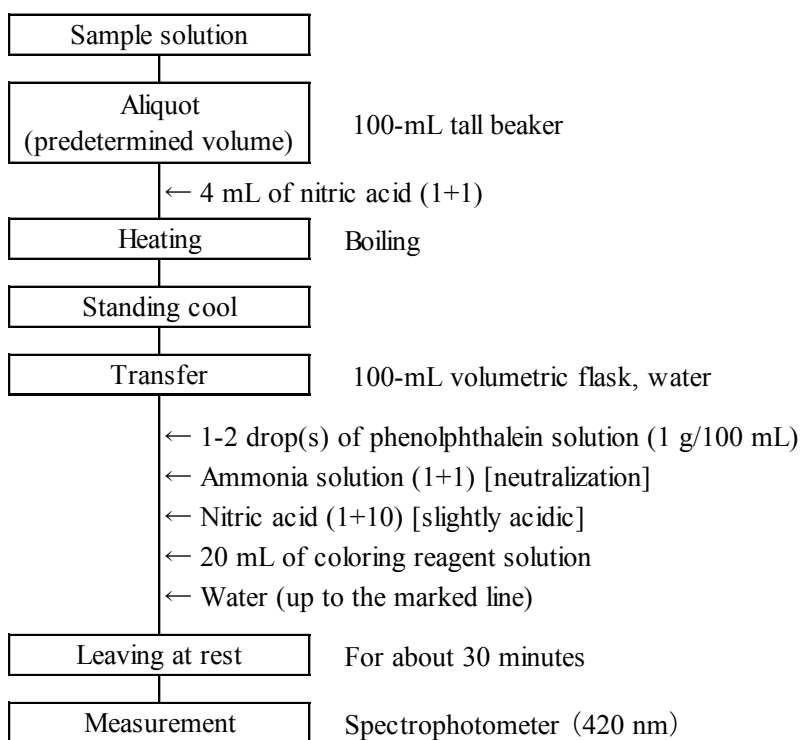 Sample solution
Aliquot
(predetermined volume)
100-mL tall beaker
← 4 mL of nitric acid (1+1)
Heating
Boiling
Standing cool
Transfer
100-mL volumetric flask, water
← 1-2 drop(s) of phenolphthalein solution (1 g/100 mL)
← Ammonia solution (1+1) [neutralization]
← Nitric acid (1+10) [slightly acidic]
← 20 mL of coloring reagent solution
← Water (up to the marked line)
Leaving at rest
For about 30 minutes
Measurement
Spectrophotometer（420 nm）